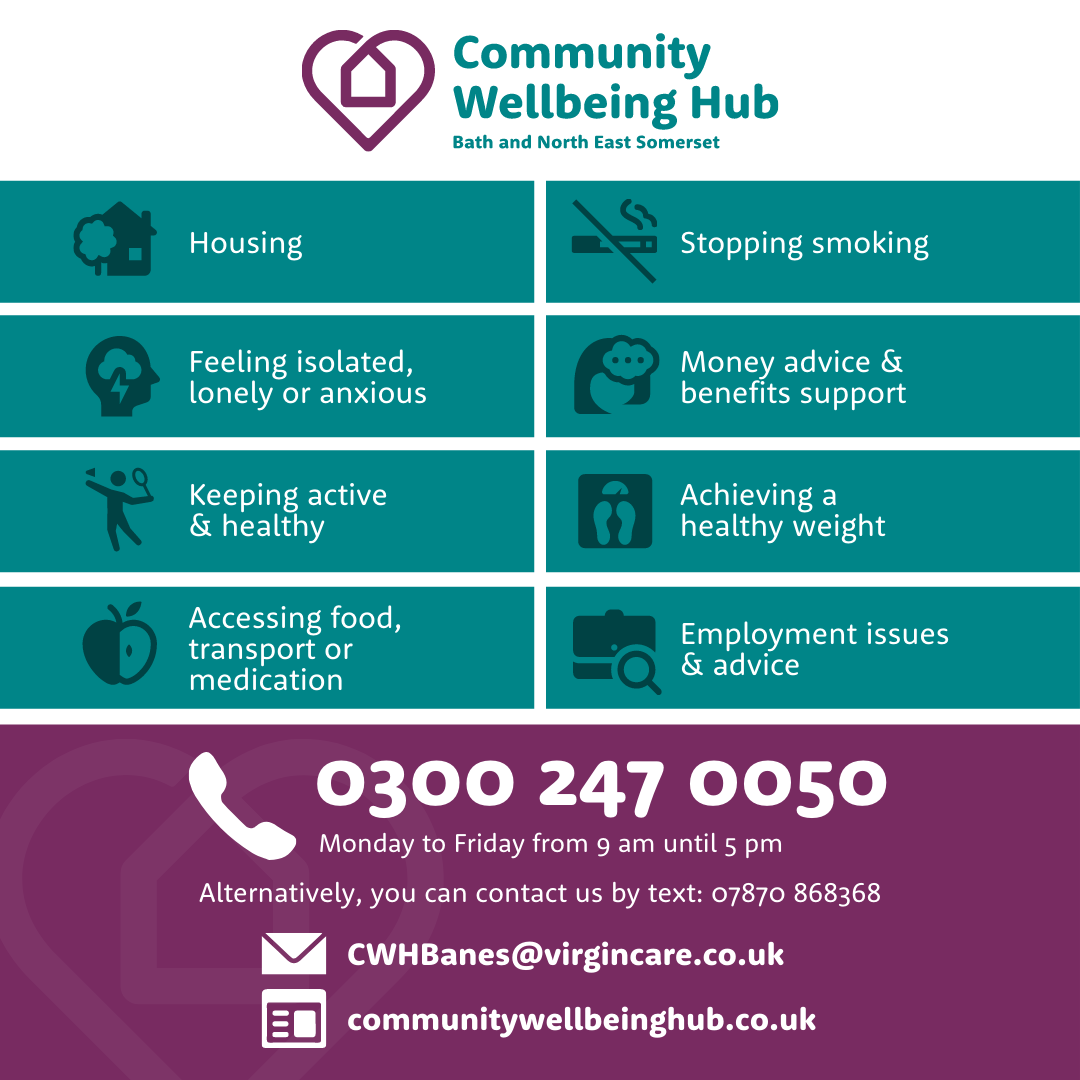 Community
Wellbeing Hub
Bath and North East Somerset
Housing
Stopping smoking
Feeling isolated,
lonely or anxious
Money advice &
benefits support
Keeping active
& healthy
Achieving a
healthy weight
Accessing food,
transport or
medication
Employment issues
& advice
0300 247 0050
Monday to Friday from 9 am until 5 pm
Alternatively, you can contact us by text: 07870 868368
CWHBanes@virgincare.co.uk
communitywellbeinghub.co.uk